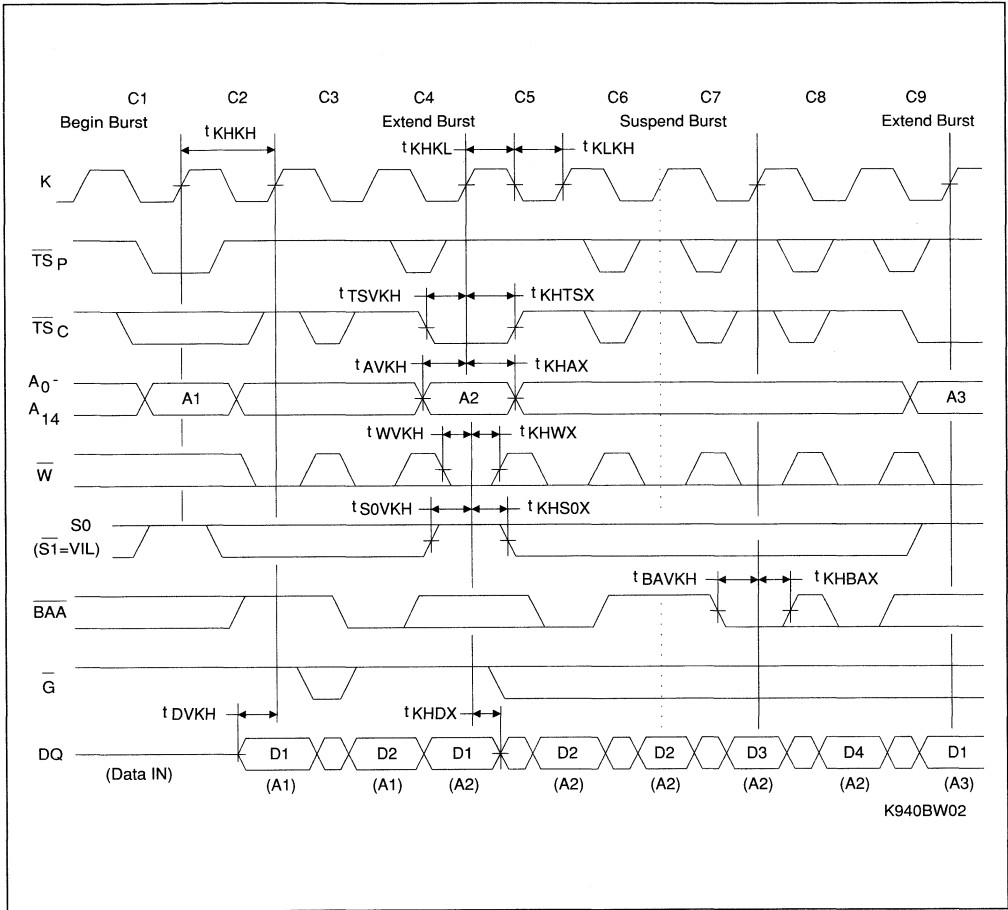 C1 C2 C3 C4 C5 C6 C7 C8 C9
Begin Burst Extend Burst Suspend Burst Extend Burst
t KHKH
t KHKL t KLKH
K
TS P
t TSVKH t KHTSX
TS C
t AVKH t KHAX
A0-
A14
A1 A2 A3
t WVKH t KHWX
W
t S0VKH t KHS0X
S0
(S1=VIL)
t BAVKH t KHBAX
BAA
G
t DVKH t KHDX
DQ D1 D2 D1 D2 D2 D3 D4 D1
(Data IN) (A1) (A1) (A2) (A2) (A2) (A2) (A2) (A3)
K940BW02